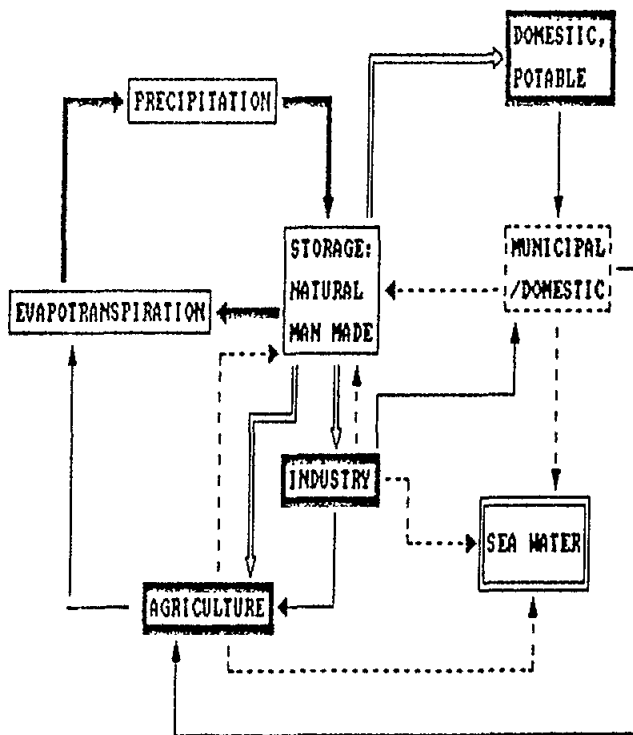 DOMESTIC,
POTABLE
PRECIPITATION
STORAGE:
NATURAL
MAN MADE
MUNICIPAL
/DOMESTIC
EVAPOTRANSPIRATION
INDUSTRY
SEA WATER
AGRICULTURE